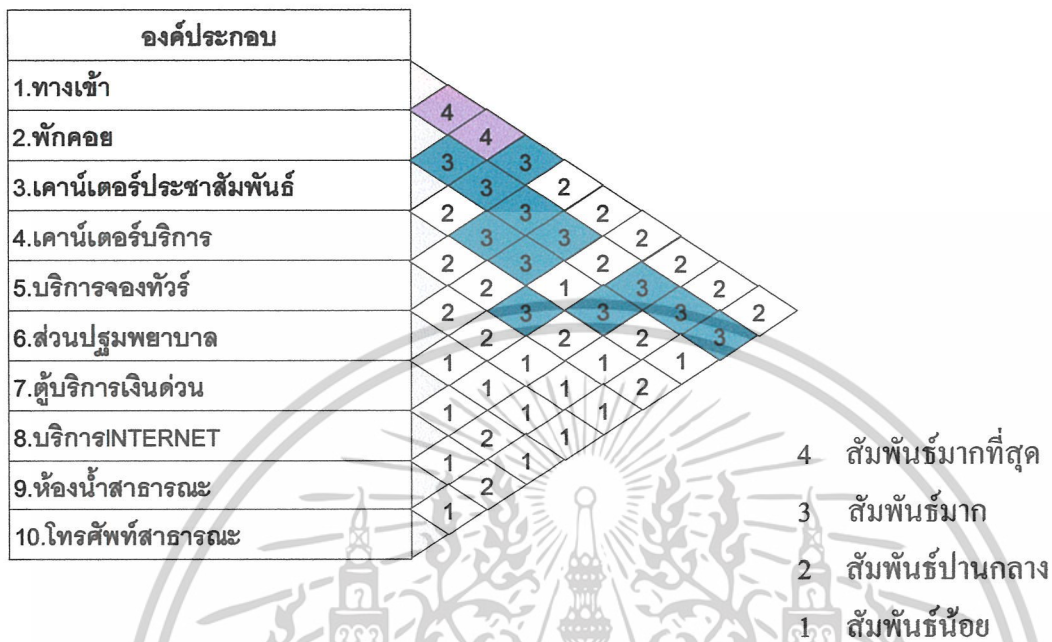 องค์ประกอบ
1.ทางเข้า
4
2.พักคอย
4
3 3
3.เคาน์เตอร์ประชาสัมพันธ์
3 2
2 3 2
4.เคาน์เตอร์บริการ
3 3 2
2 3 2 2
5.บริการจองทัวร์
2 1 3 2
2 3 3 3 2
6.ส่วนปฐมพยาบาล
2 2 2 3
1 1 1 1
7.ตู้บริการเงินด่วน
1 1 2
1 1 1
8.บริการINTERNET
2 1
1 1
9.ห้องน้ำสาธารณะ
2
1
10.โทรศัพท์สาธารณะ
4 สัมพันธ์มากที่สุด
3 สัมพันธ์มาก
2 สัมพันธ์ปานกลาง
1 สัมพันธ์น้อย